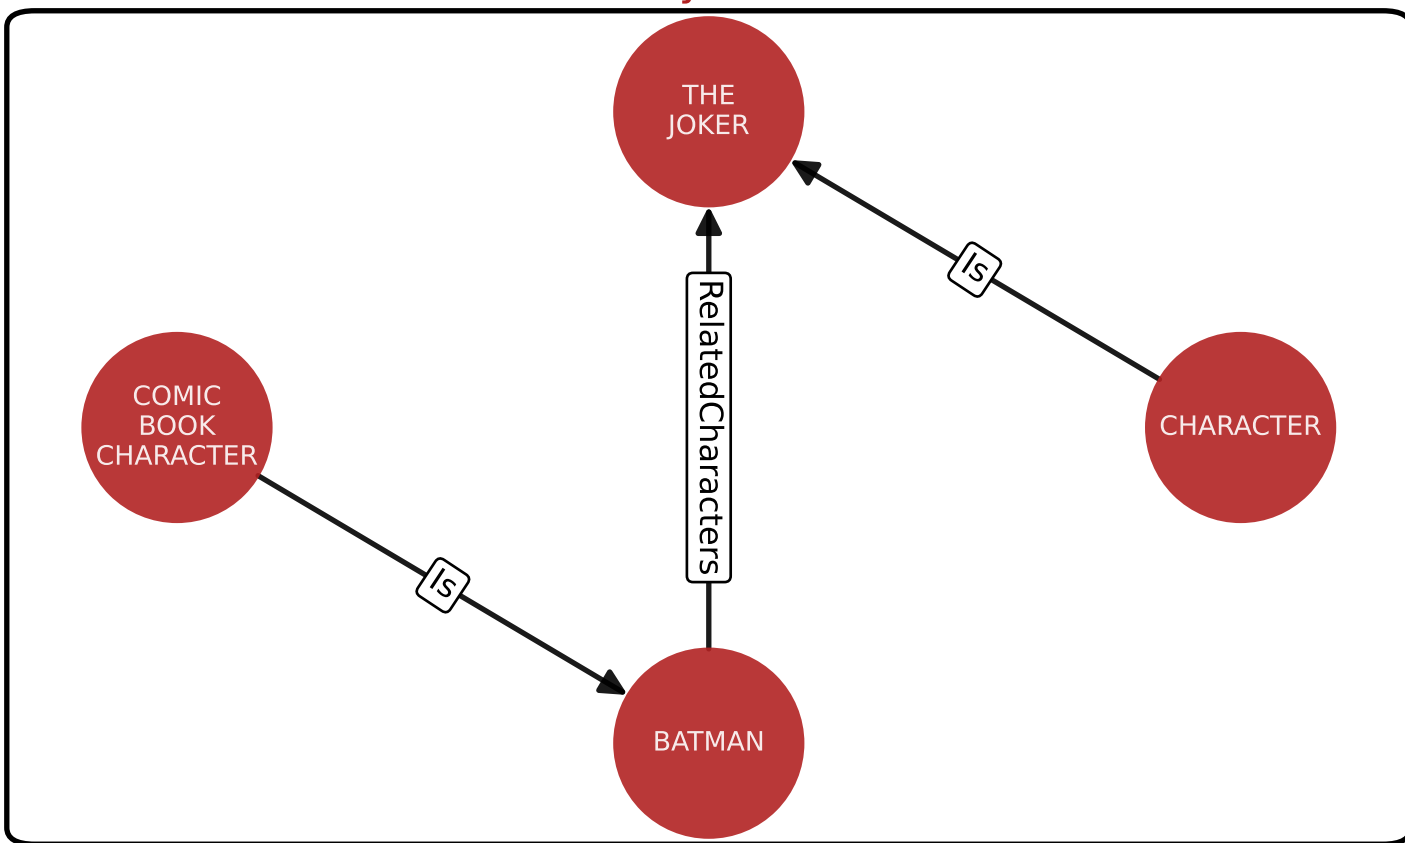 THE
JOKER
Is
RelatedCharacters
COMIC
BOOK
CHARACTER
CHARACTER
Is
BATMAN